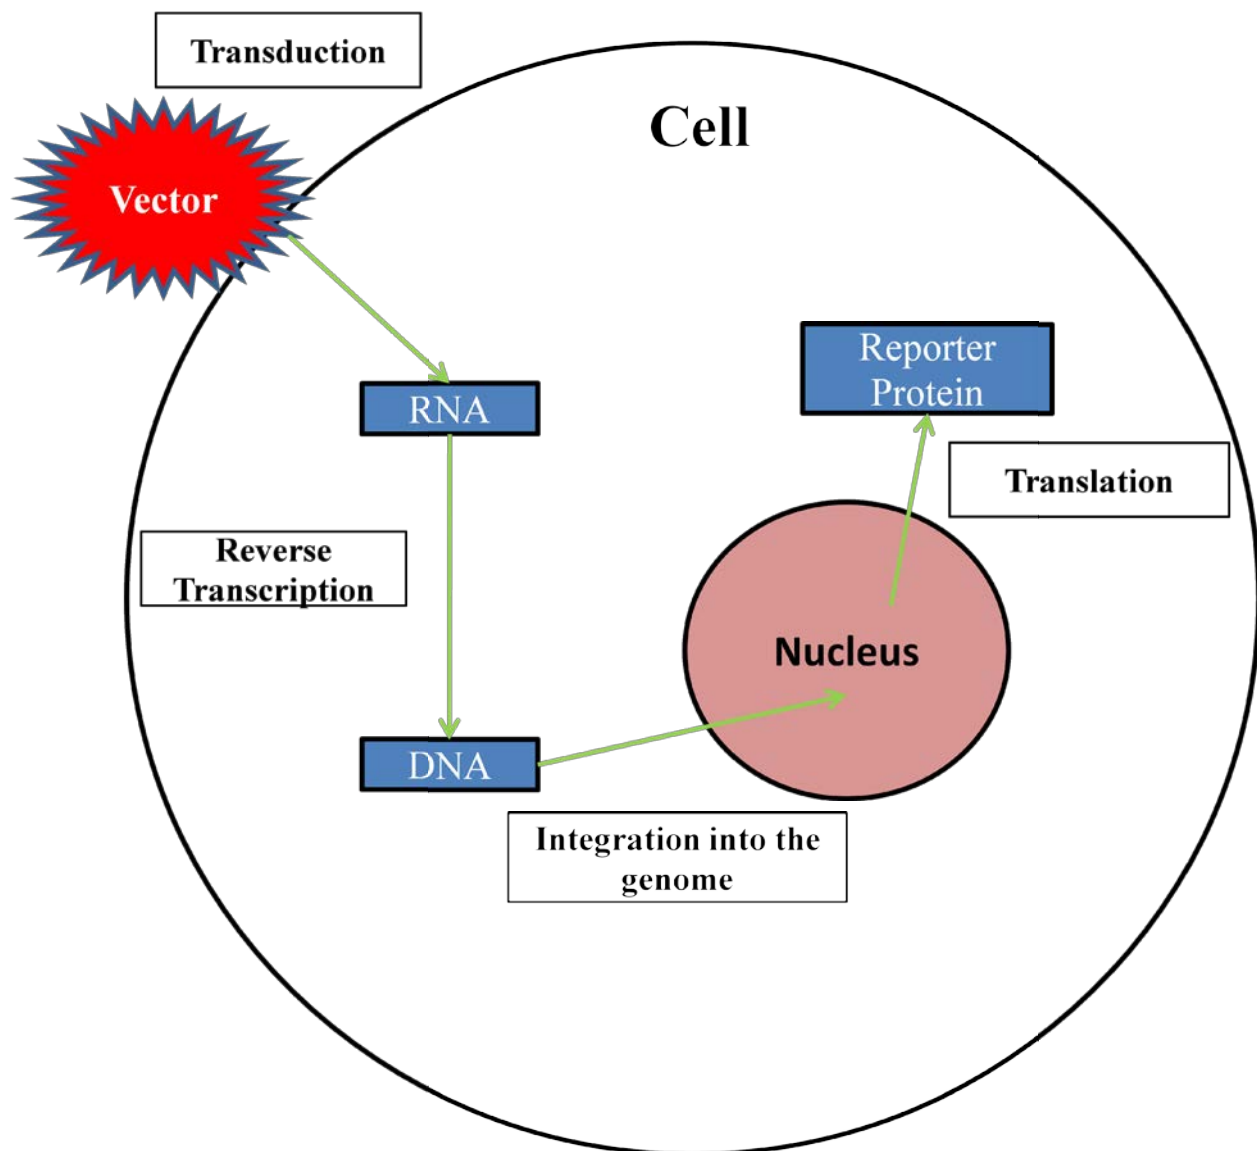 Transduction
Cell
Vector
Reporter
Protein
RNA
Translation
Reverse
Transcription
Nucleus
DNA
Integration into the
genome